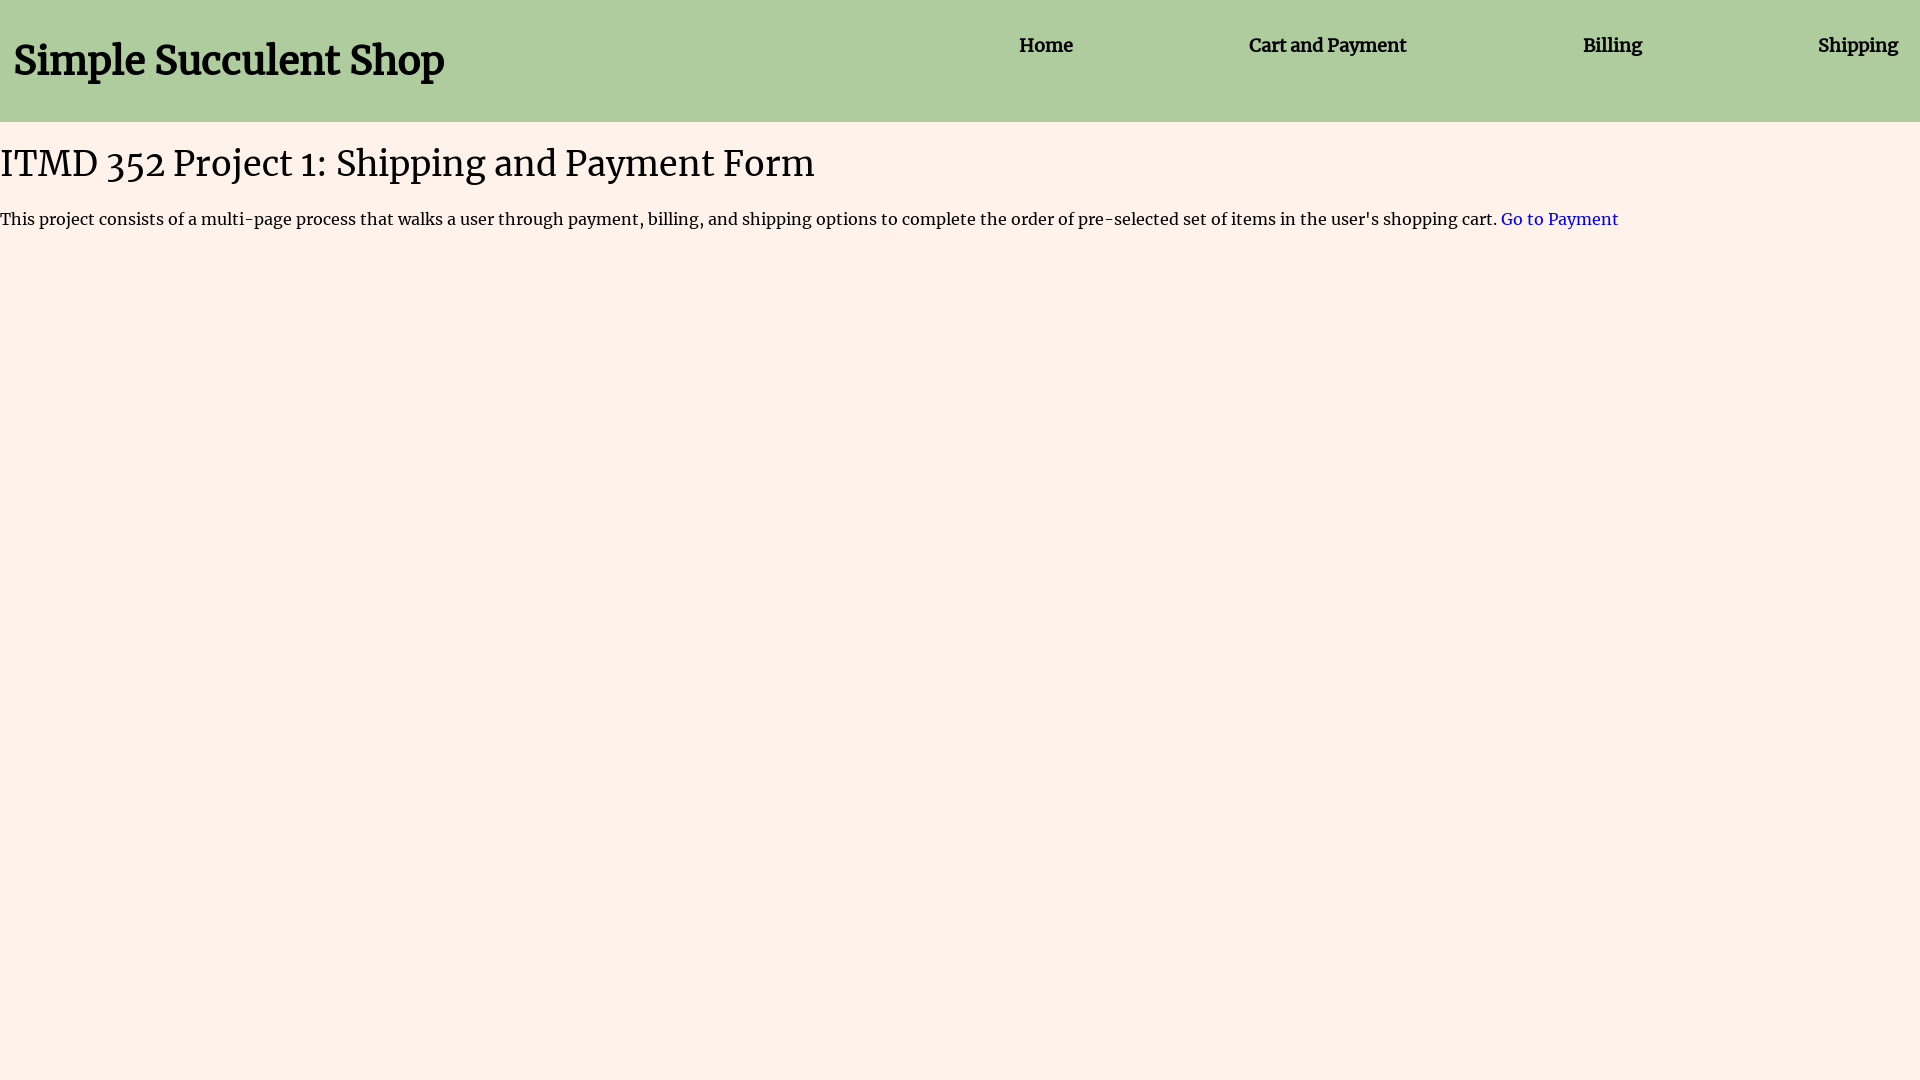 Simple Succulent Shop
Home
Cart and Payment
Billing
Shipping
ITMD 352 Project 1: Shipping and Payment Form
This project consists of a multi-page process that walks a user through payment, billing, and shipping options to complete the order of pre-selected set of items in the user's shopping cart. Go to Payment